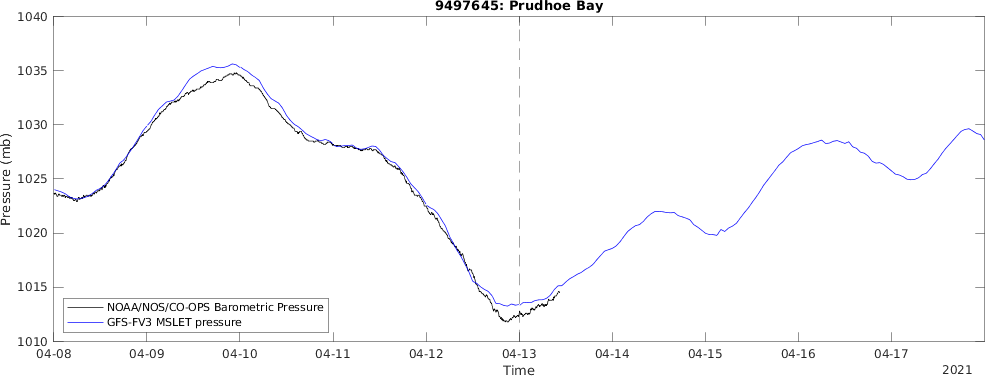 9497645: Prudhoe Bay
1040
1035
1030
1025
1020
1015
1010
Pressure (mb)
NOAA/NOS/CO-OPS Barometric Pressure
GFS-FV3 MSLET pressure
04-08 04-09 04-10 04-11 04-12 04-13 04-14 04-15 04-16 04-17
Time
2021